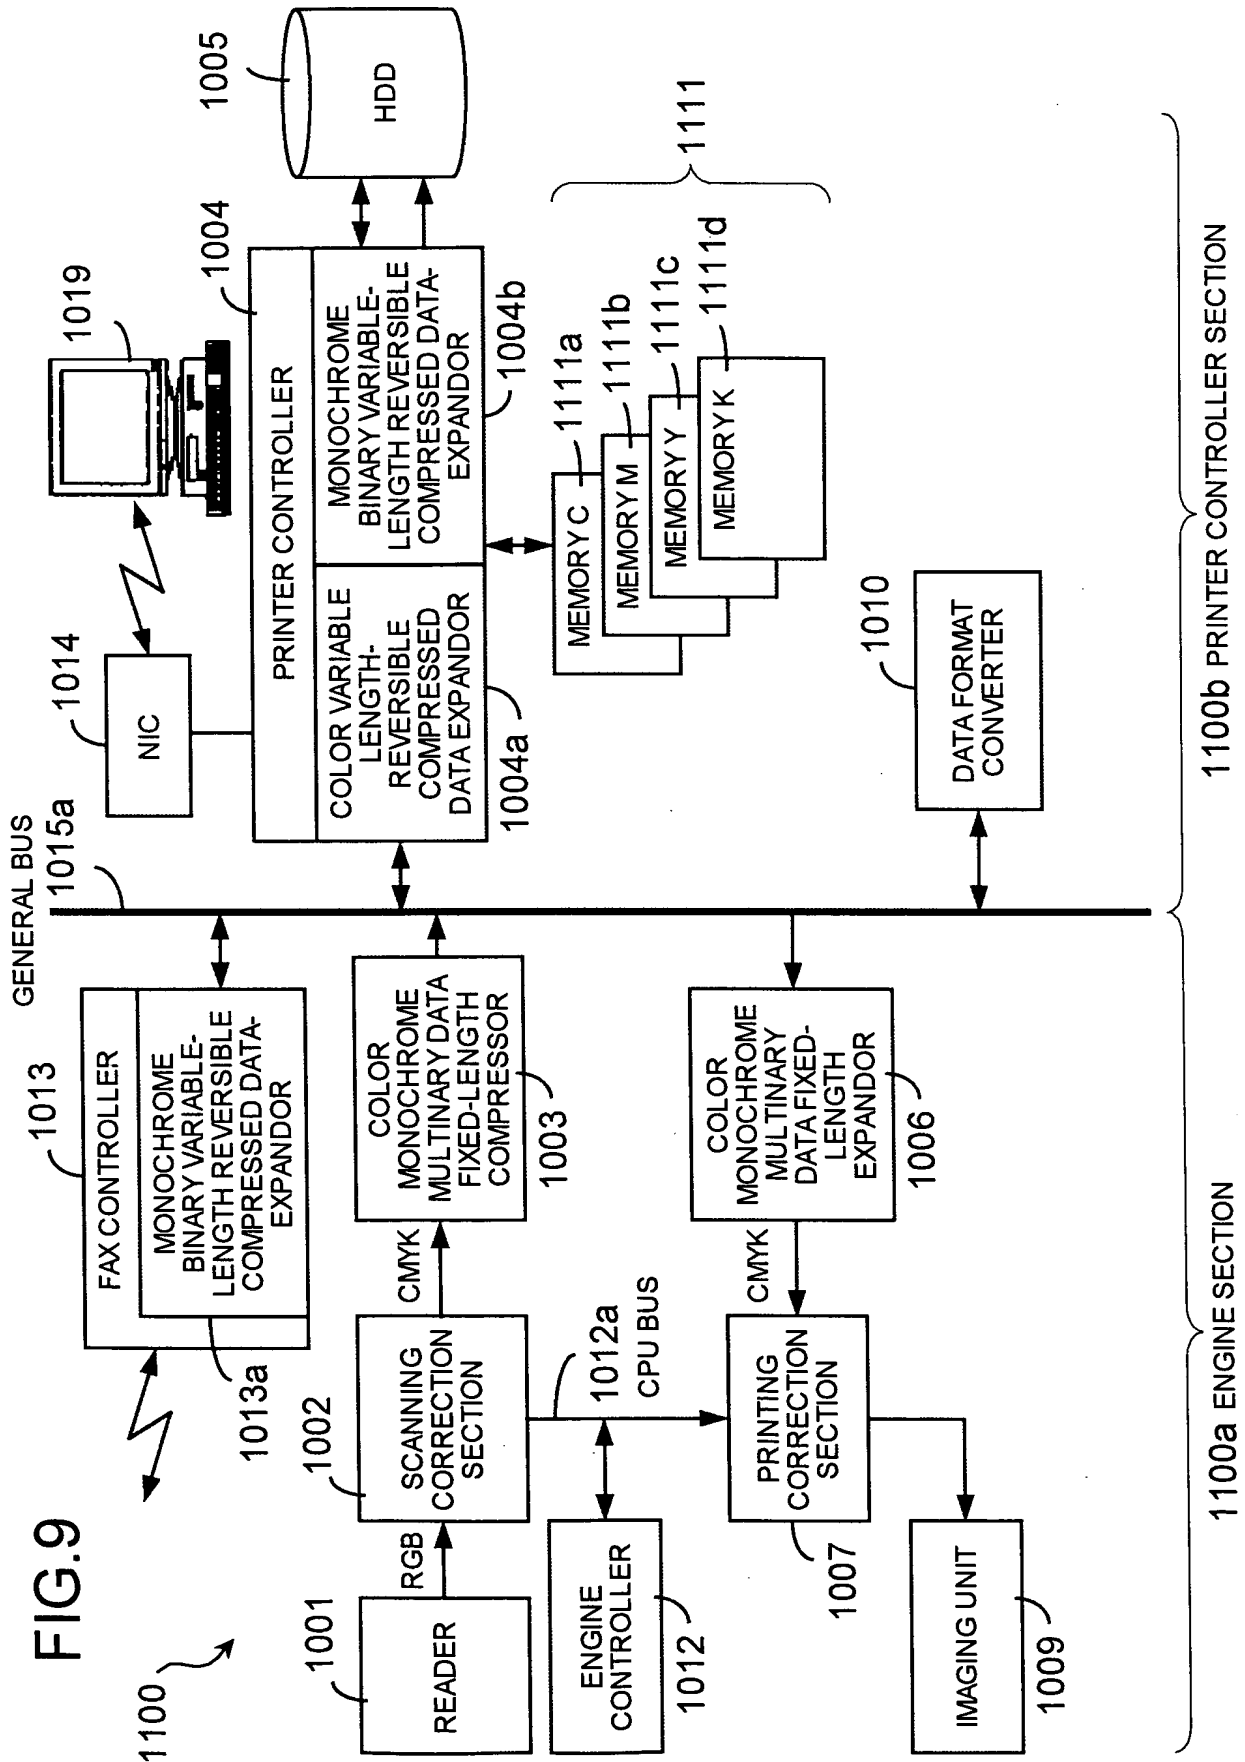 FIG.9
1100
GENERAL BUS
1015a
1013
FAX CONTROLLER
MONOCHROME
BINARY VARIABLE-
LENGTH REVERSIBLE
COMPRESSED DATA-
EXPANDOR
1013a
1014
NIC
1019
1004
PRINTER CONTROLLER
COLOR VARIABLE
LENGTH-
REVERSIBLE
COMPRESSED
DATA EXPANDOR
1004a
MONOCHROME
BINARY VARIABLE-
LENGTH REVERSIBLE
COMPRESSED DATA-
EXPANDOR
1004b
1005
HDD
1001
READER
RGB
1002
SCANNING
CORRECTION
SECTION
CMYK
COLOR
MONOCHROME
MULTINARY DATA
FIXED-LENGTH
COMPRESSOR
1003
MEMORY C
1111a
MEMORY M
1111b
MEMORY Y
1111c
MEMORY K
1111d
1111
ENGINE
CONTROLLER
1012
1012a
CPU BUS
PRINTING
CORRECTION
SECTION
1007
CMYK
COLOR
MONOCHROME
MULTINARY
DATA FIXED-
LENGTH
EXPANDOR
1006
1010
DATA FORMAT
CONVERTER
IMAGING UNIT
1009
1100a ENGINE SECTION
1100b PRINTER CONTROLLER SECTION